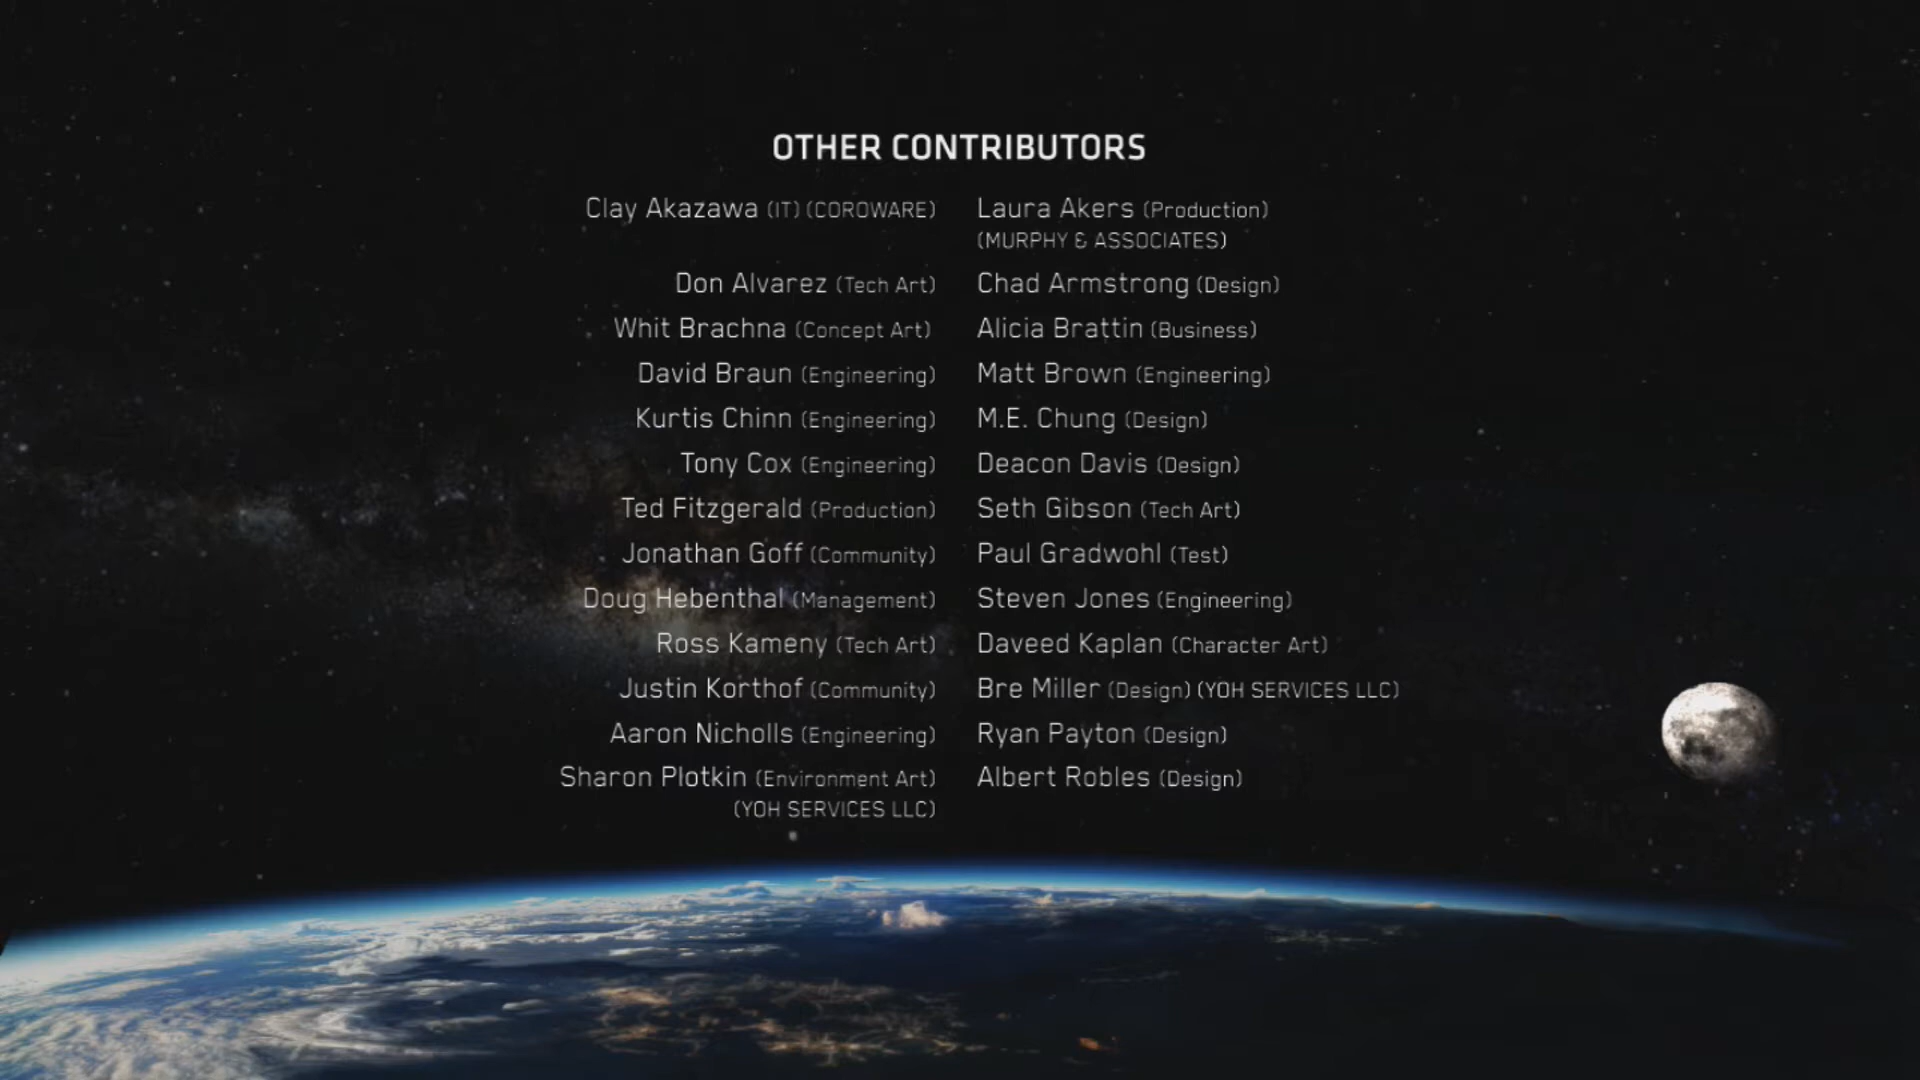 OTHER CONTRIBUTORS
Clay Akazawa (IT) (COROWARE) Laura Akers (Production)
(MURPHY & ASSOCIATES)
Don Alvarez (Tech Art) Chad Armstrong (Design)
Whit Brachna (Concept Art) Alicia Brattin (Business)
David Braun (Engineering) Matt Brown (Engineering)
Kurtis Chinn (Engineering) M.E. Chung (Design)
Tony Cox (Engineering) Deacon Davis (Design)
Ted Fitzgerald (Production) Seth Gibson (Tech Art)
Jonathan Goff (Community) Paul Gradwohl (Test)
Doug Hebenthal (Management) Steven Jones (Engineering)
Ross Kameny (Tech Art) Daveed Kaplan (Character Art)
Justin Korthof (Community) Bre Miller (Design) (YOH SERVICES LLC)
Aaron Nicholls (Engineering) Ryan Payton (Design)
Sharon Plotkin (Environment Art) Albert Robles (Design)
(YOH SERVICES LLC)